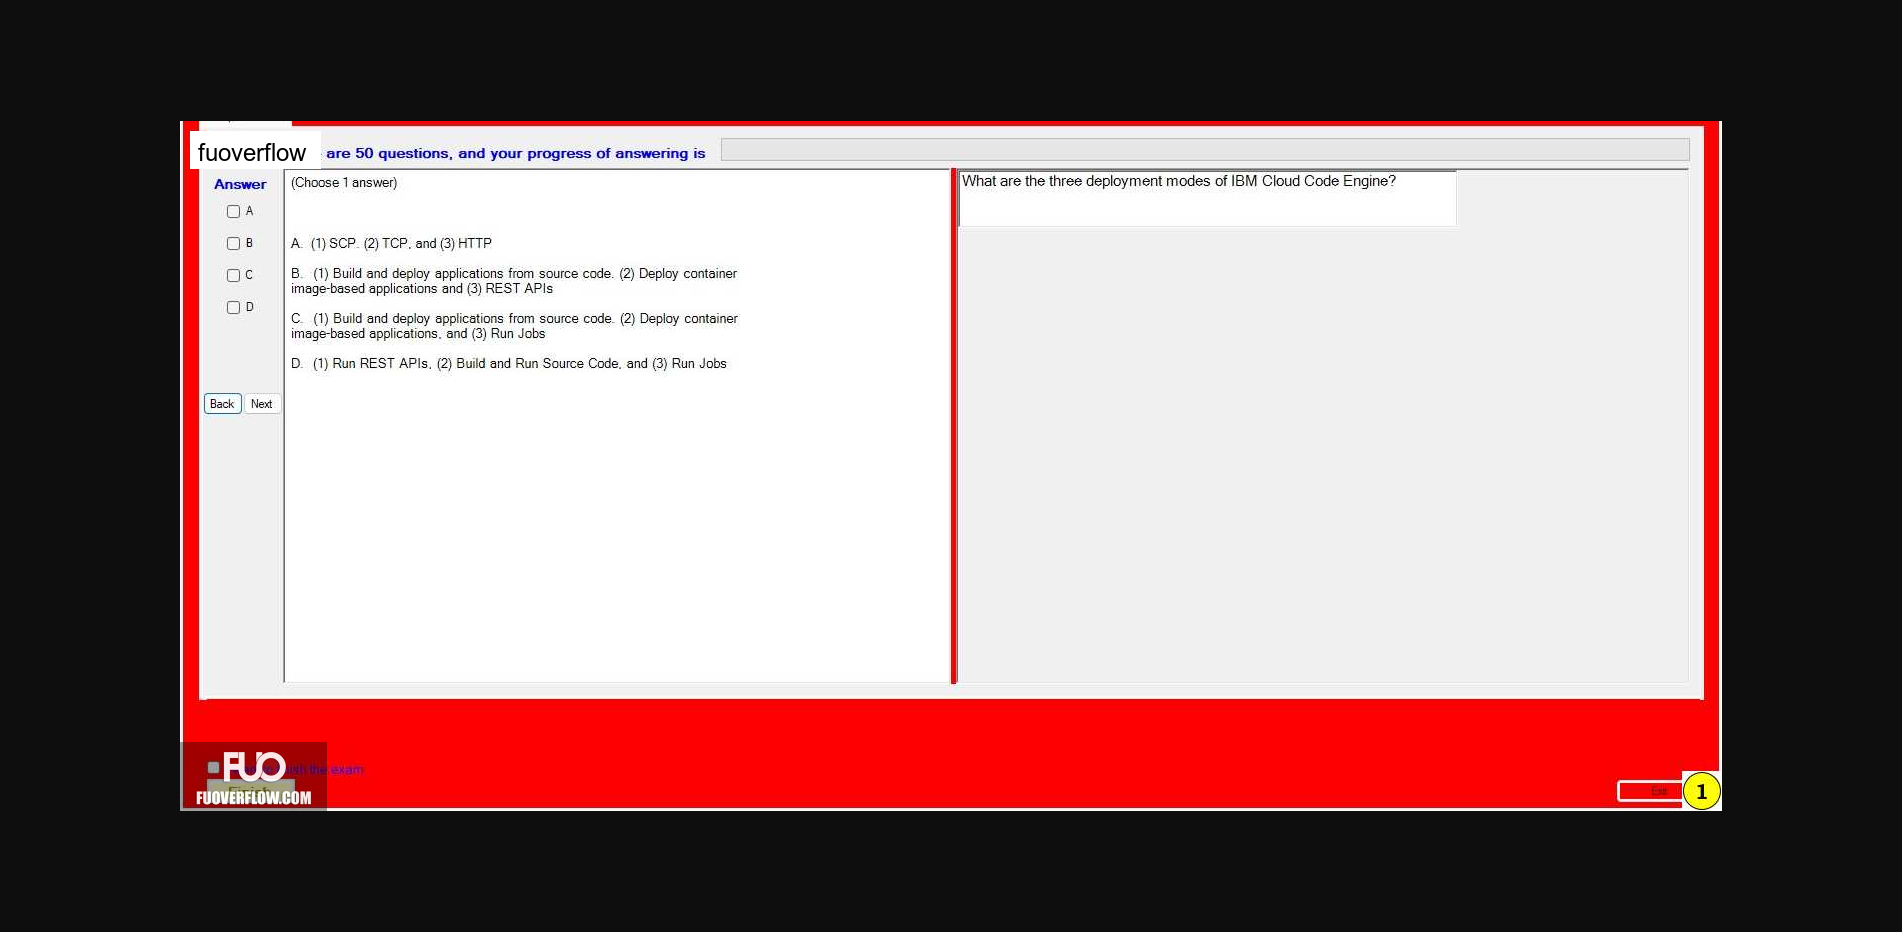 fuoverflow are 50 questions, and your progress of answering is
Answer
A
B
C
D
Back Next
(Choose 1 answer)
A. (1) SCP. (2) TCP, and (3) HTTP
B. (1) Build and deploy applications from source code. (2) Deploy container
image-based applications and (3) REST APIs
C. (1) Build and deploy applications from source code. (2) Deploy container
image-based applications, and (3) Run Jobs
D. (1) Run REST APIs, (2) Build and Run Source Code, and (3) Run Jobs
What are the three deployment modes of IBM Cloud Code Engine?
FUO
the exam
Finish
FUOVERFLOW.COM
Exit
1